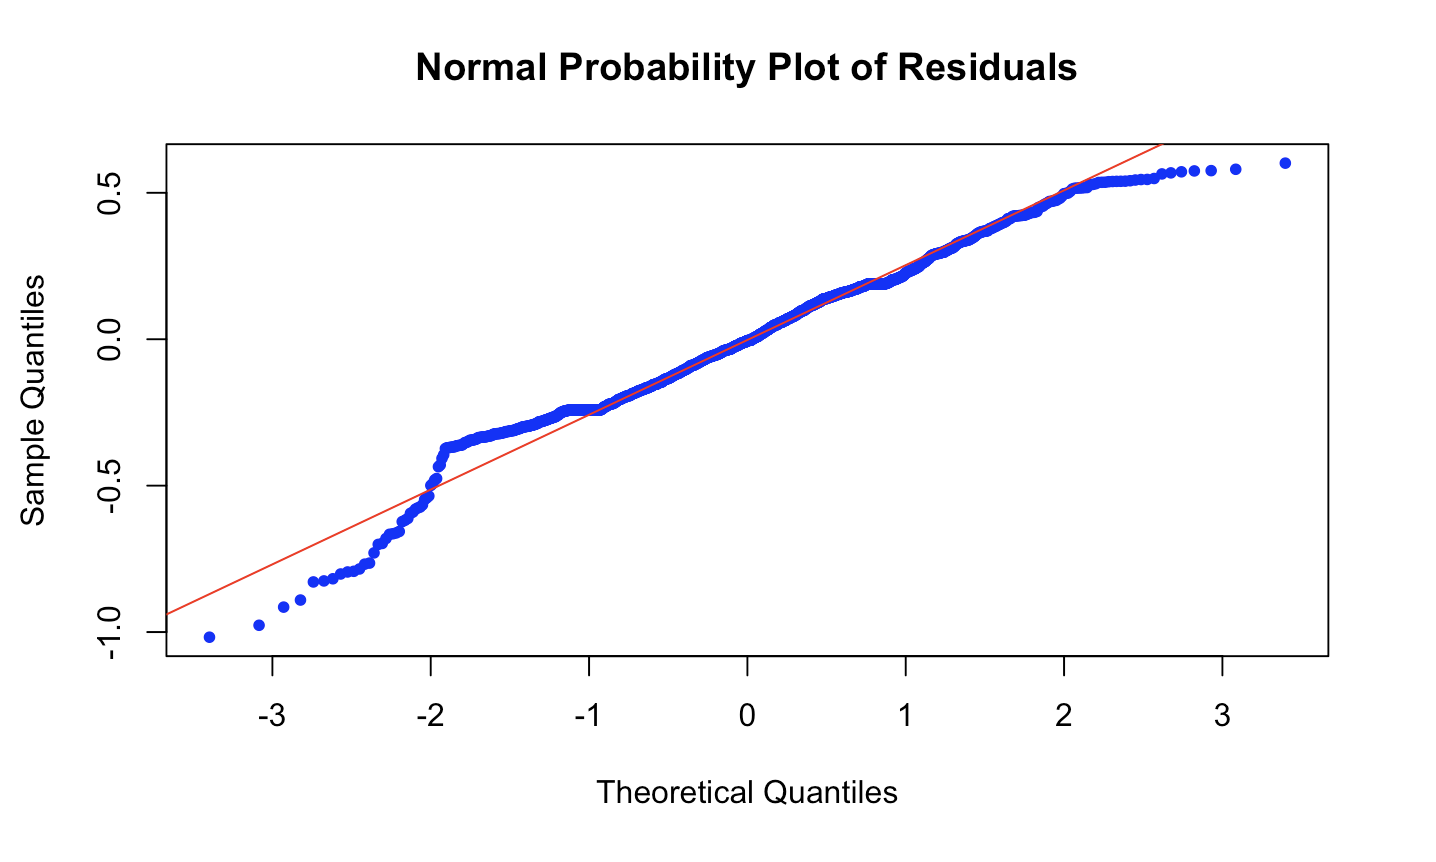 Normal Probability Plot of Residuals
Sample Quantiles
0.5
0.0
-0.5
-1.0
-3 -2 -1 0 1 2 3
Theoretical Quantiles